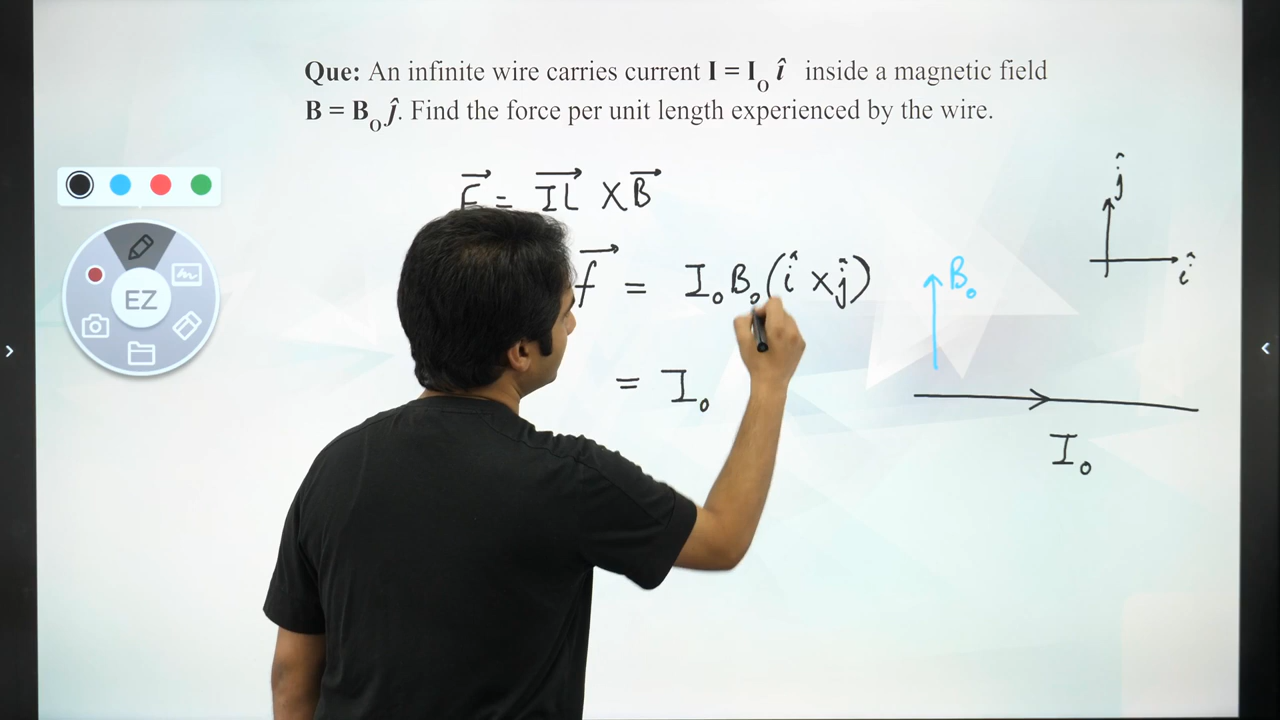 Que: An infinite wire carries current I = I₀ î inside a magnetic field
B = B₀ ĵ. Find the force per unit length experienced by the wire.
F⃗ = I⃗L⃗ × B⃗
f⃗ = I₀B₀(î × ĵ)
= I₀
ĵ
î
B₀
I₀
EZ